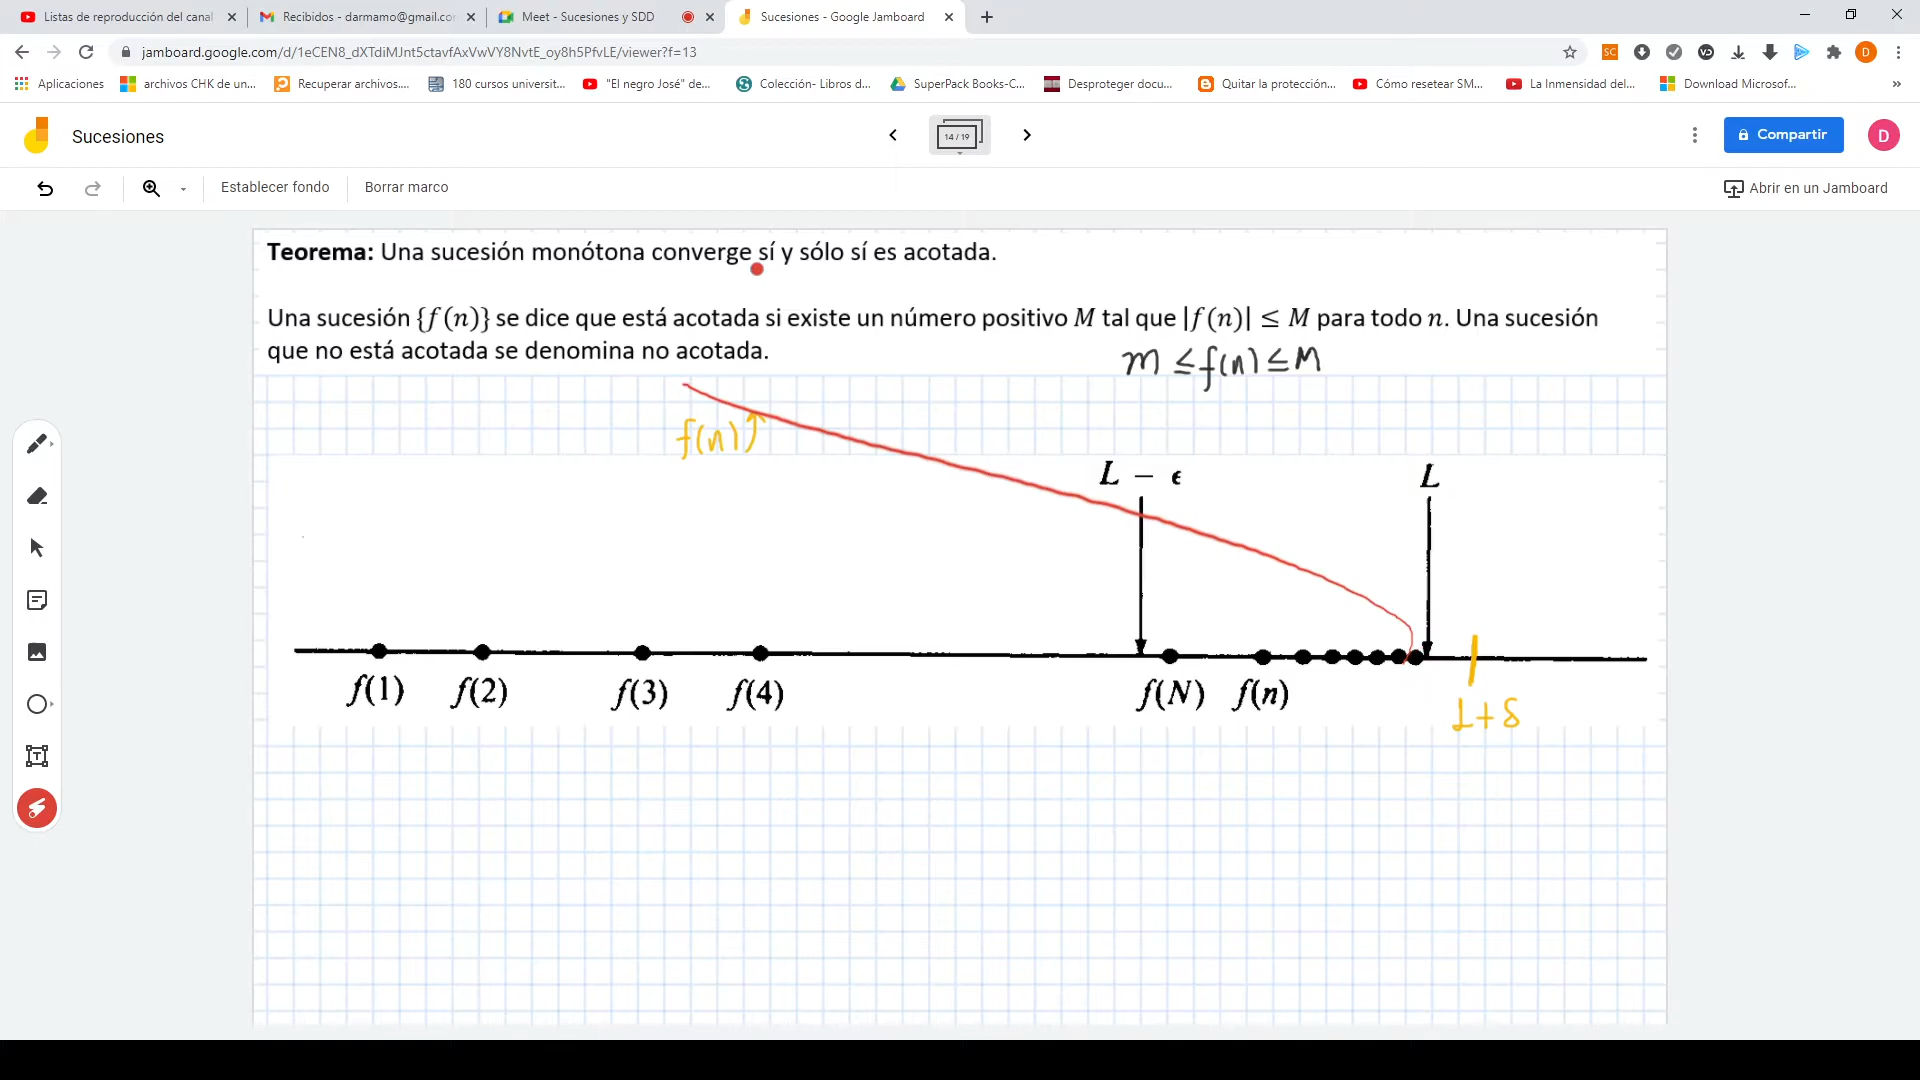 Listas de reproducción del canal
Recibidos - darmamo@gmail.co
Meet - Sucesiones y SDD
Sucesiones - Google Jamboard
jamboard.google.com/d/1eCEN8_dXTdiMJnt5ctavfAxVwVY8NvtE_oy8h5PfvLE/viewer?f=13
SC
D
Aplicaciones
archivos CHK de un...
Recuperar archivos....
180 cursos universit...
"El negro José" de...
Colección- Libros d...
SuperPack Books-C...
Desproteger docu...
Quitar la protección...
Cómo resetear SM...
La Inmensidad del...
Download Microsof...
»
Sucesiones
14 / 19
Compartir
D
Establecer fondo
Borrar marco
Abrir en un Jamboard
Teorema: Una sucesión monótona converge sí y sólo sí es acotada.
Una sucesión {f(n)} se dice que está acotada si existe un número positivo M tal que |f(n)| ≤ M para todo n. Una sucesión
que no está acotada se denomina no acotada.
m ≤ f(n) ≤ M
f(n)↑
L − ϵ
L
f(1) f(2) f(3) f(4) f(N) f(n)
L+δ